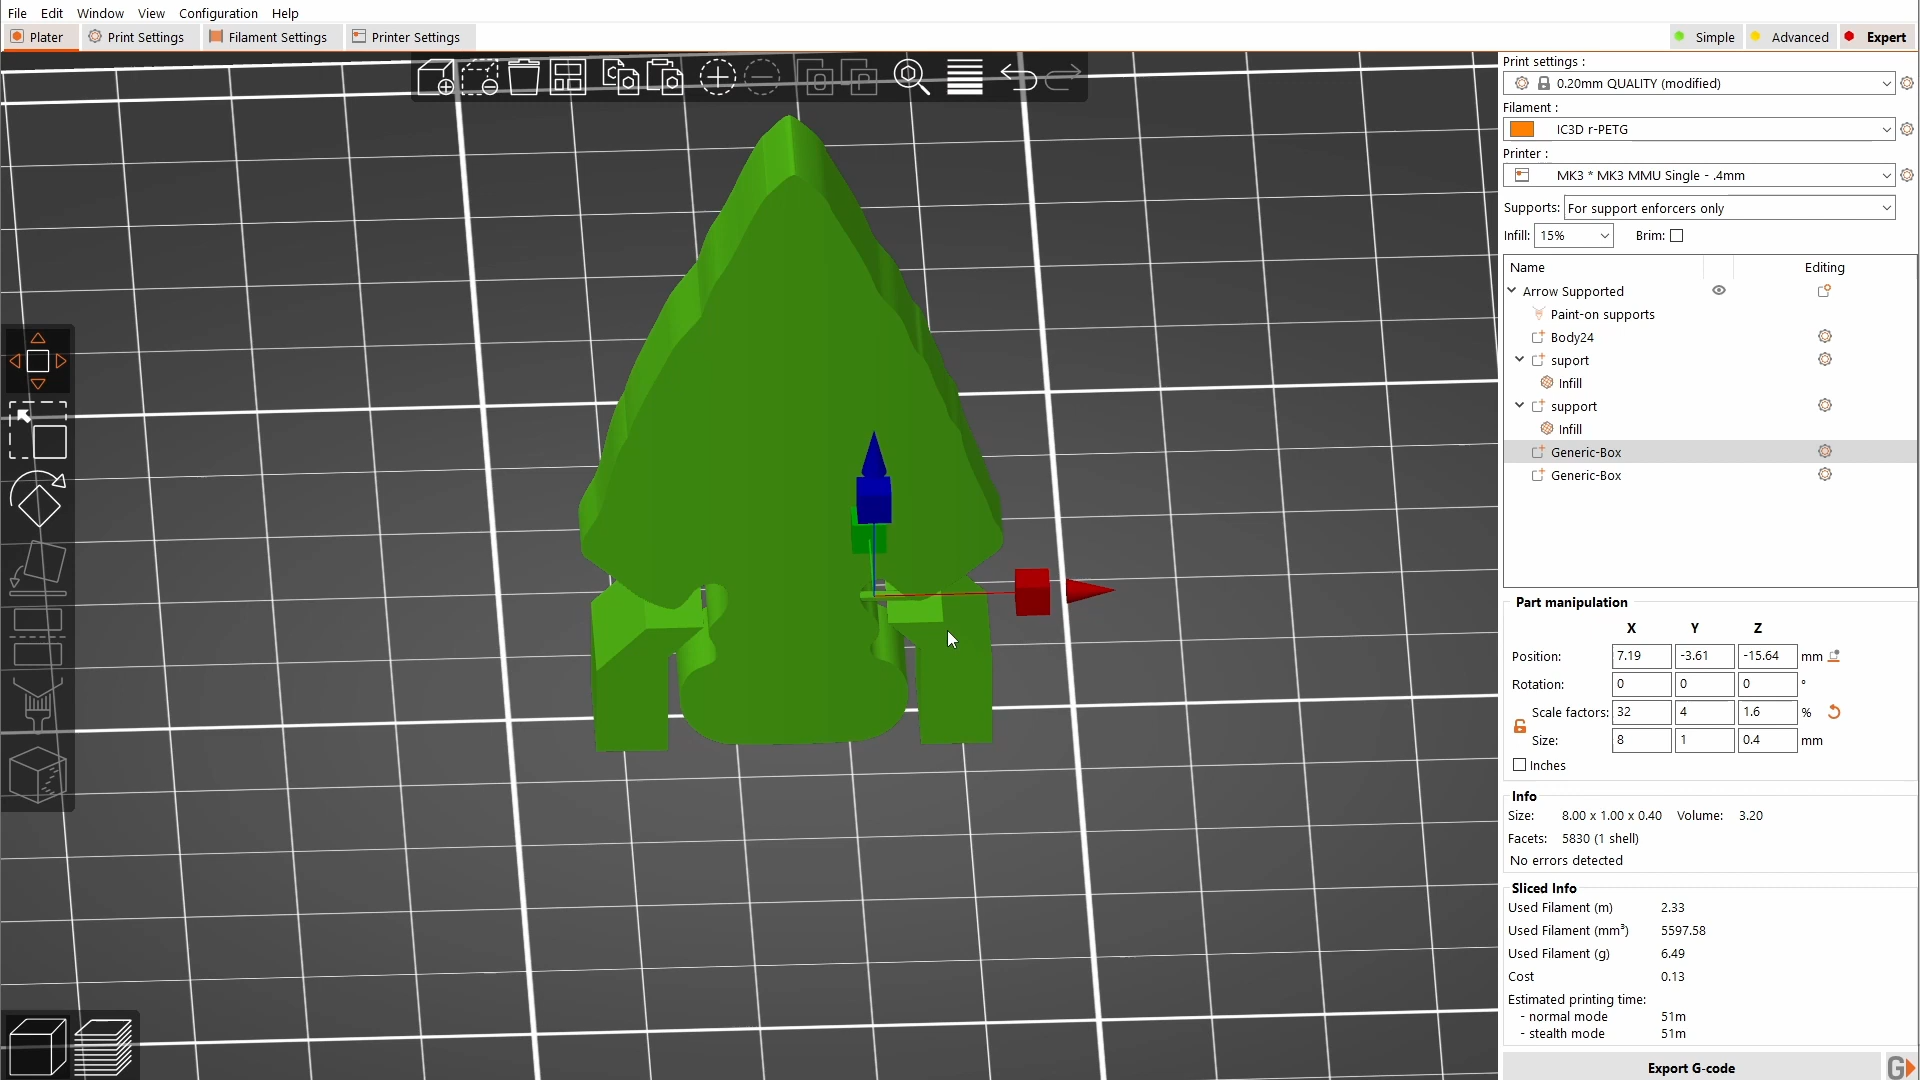 File Edit Window View Configuration Help
Plater Print Settings Filament Settings Printer Settings Simple Advanced Expert
Print settings :
0.20mm QUALITY (modified)
Filament :
IC3D r-PETG
Printer :
MK3 * MK3 MMU Single - .4mm
Supports: For support enforcers only
Infill: 15% Brim:
Name Editing
Arrow Supported
Paint-on supports
Body24
suport
Infill
support
Infill
Generic-Box
Generic-Box
Part manipulation
X Y Z
Position: 7.19 -3.61 -15.64 mm
Rotation: 0 0 0 °
Scale factors: 32 4 1.6 %
Size: 8 1 0.4 mm
Inches
Info
Size: 8.00 x 1.00 x 0.40 Volume: 3.20
Facets: 5830 (1 shell)
No errors detected
Sliced Info
Used Filament (m) 2.33
Used Filament (mm³) 5597.58
Used Filament (g) 6.49
Cost 0.13
Estimated printing time:
- normal mode 51m
- stealth mode 51m
Export G-code G